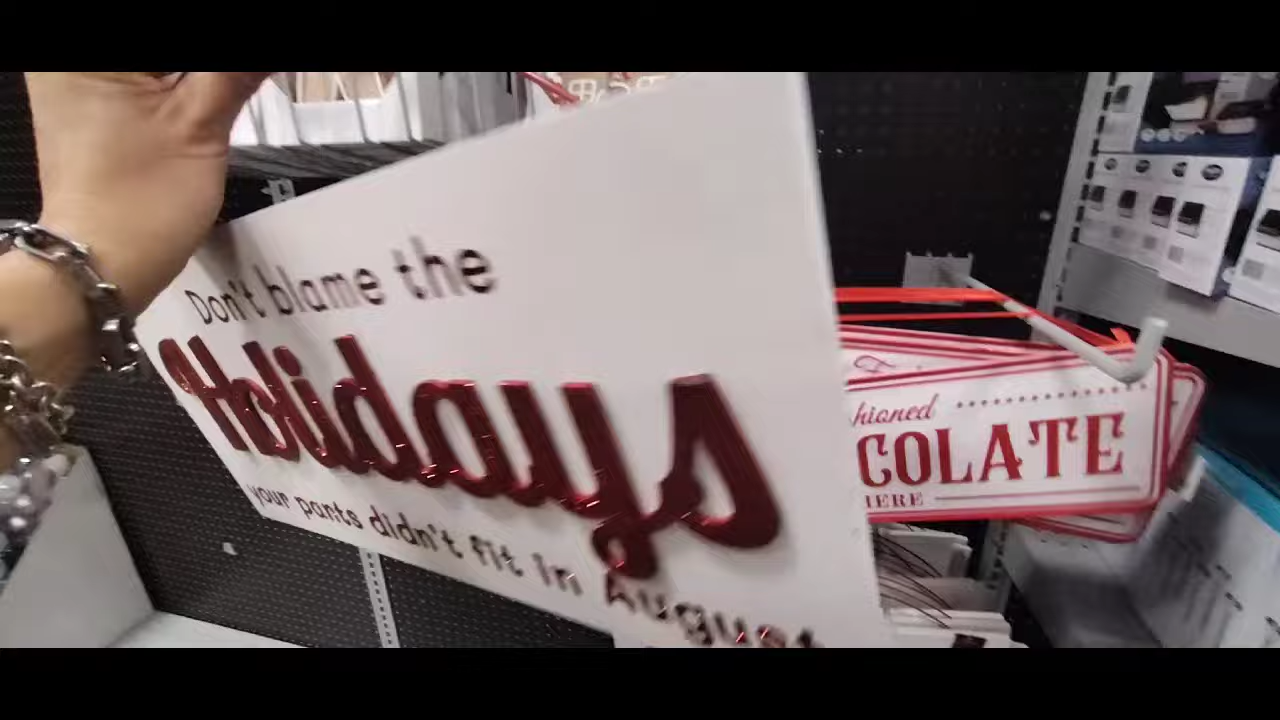 Don't blame the
Holidays
your pants didn't fit in August
hioned
COLATE
HERE